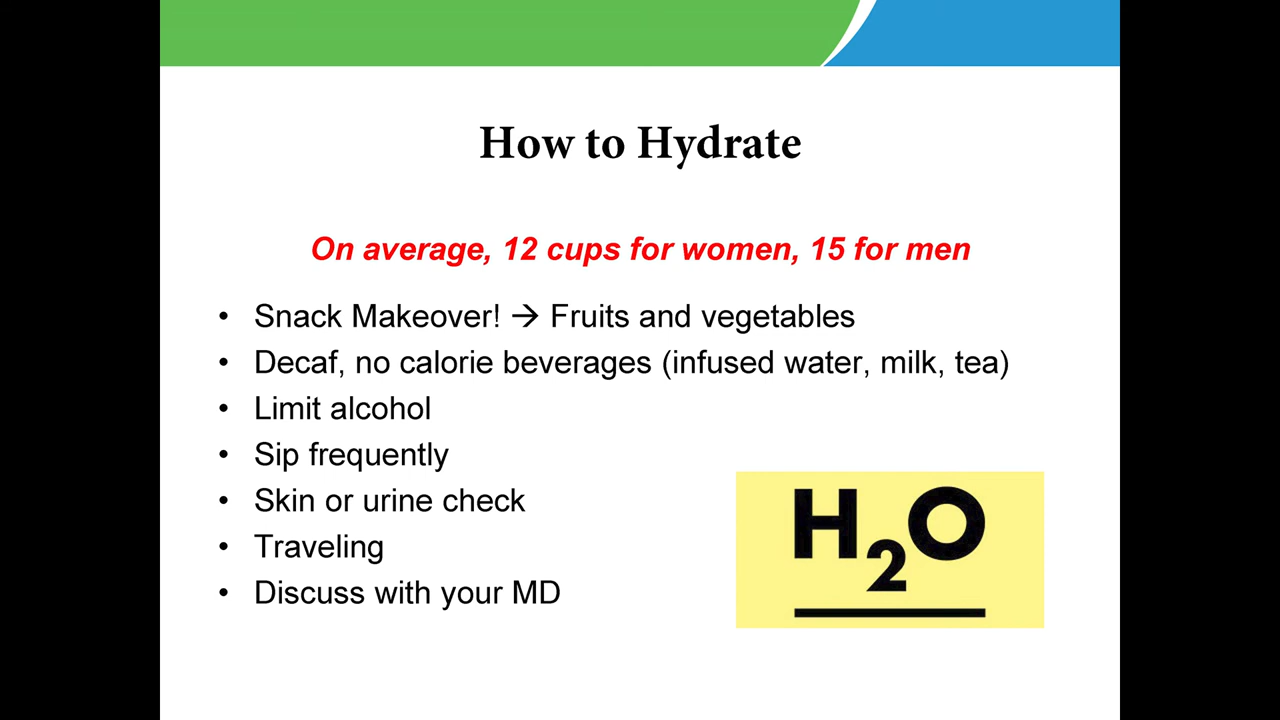 How to Hydrate
On average, 12 cups for women, 15 for men
• Snack Makeover! → Fruits and vegetables
• Decaf, no calorie beverages (infused water, milk, tea)
• Limit alcohol
• Sip frequently
• Skin or urine check
• Traveling
• Discuss with your MD
H₂O